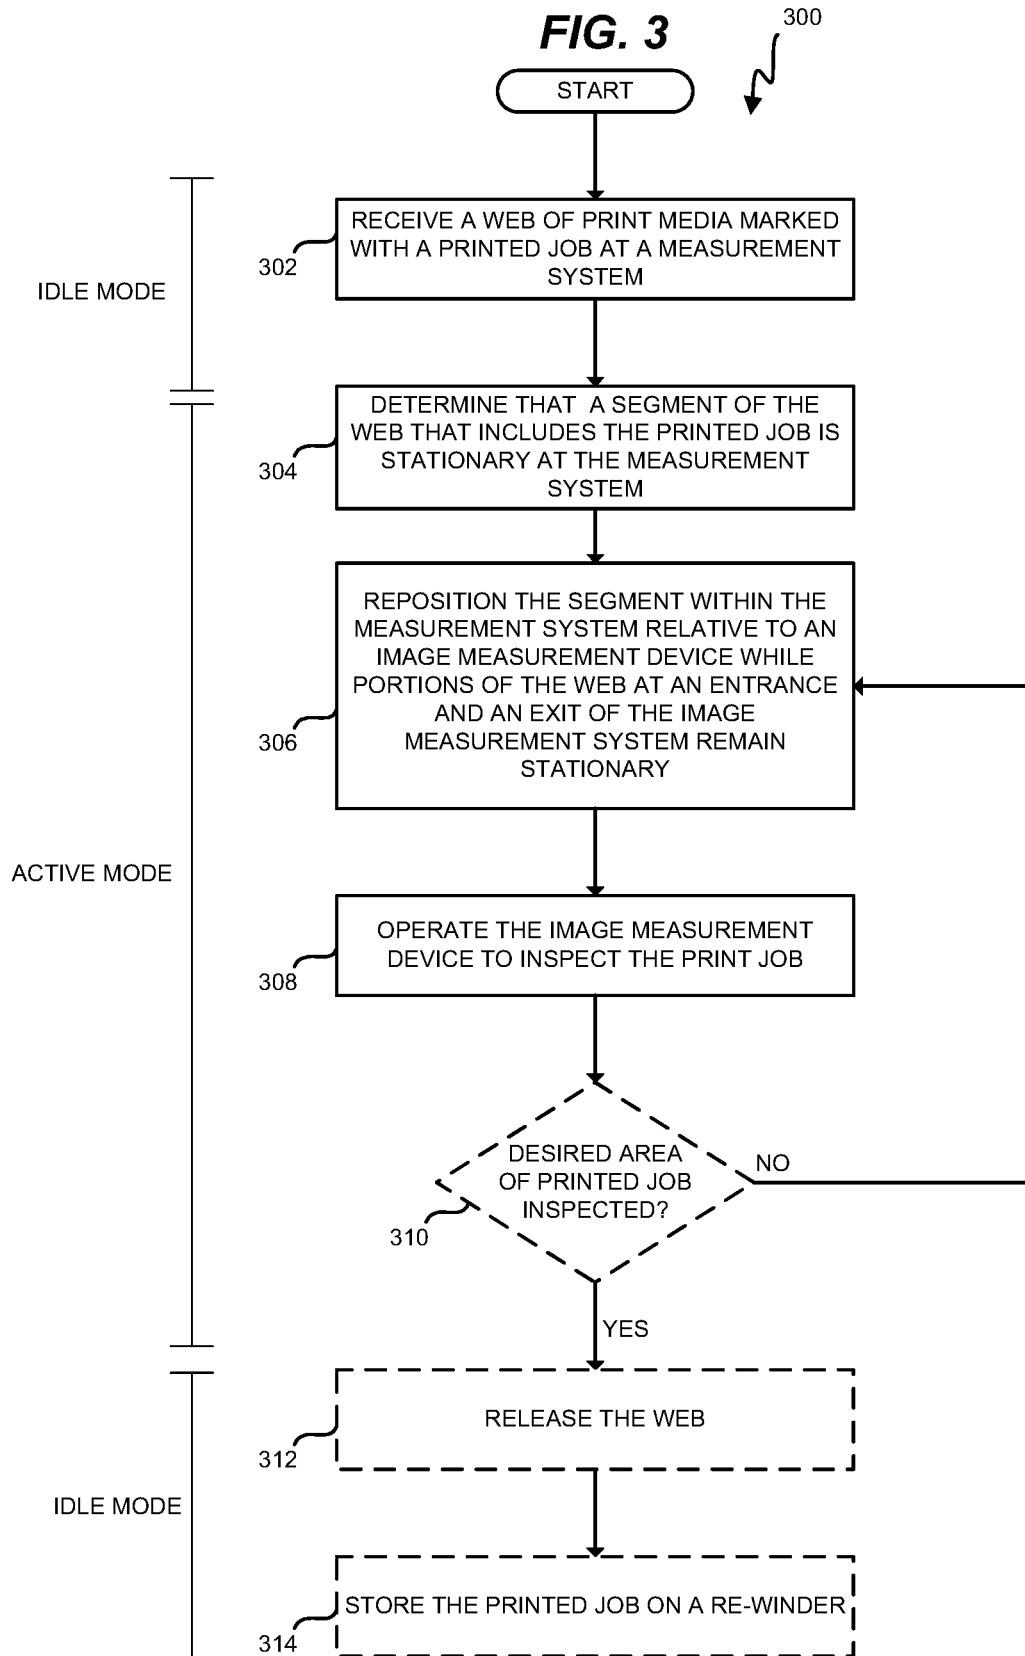 FIG. 3
300
START
RECEIVE A WEB OF PRINT MEDIA MARKED
WITH A PRINTED JOB AT A MEASUREMENT
SYSTEM
302
IDLE MODE
DETERMINE THAT A SEGMENT OF THE
WEB THAT INCLUDES THE PRINTED JOB IS
STATIONARY AT THE MEASUREMENT
SYSTEM
304
REPOSITION THE SEGMENT WITHIN THE
MEASUREMENT SYSTEM RELATIVE TO AN
IMAGE MEASUREMENT DEVICE WHILE
PORTIONS OF THE WEB AT AN ENTRANCE
AND AN EXIT OF THE IMAGE
MEASUREMENT SYSTEM REMAIN
STATIONARY
306
ACTIVE MODE
OPERATE THE IMAGE MEASUREMENT
DEVICE TO INSPECT THE PRINT JOB
308
DESIRED AREA
OF PRINTED JOB
INSPECTED?
NO
310
YES
RELEASE THE WEB
312
IDLE MODE
STORE THE PRINTED JOB ON A RE-WINDER
314